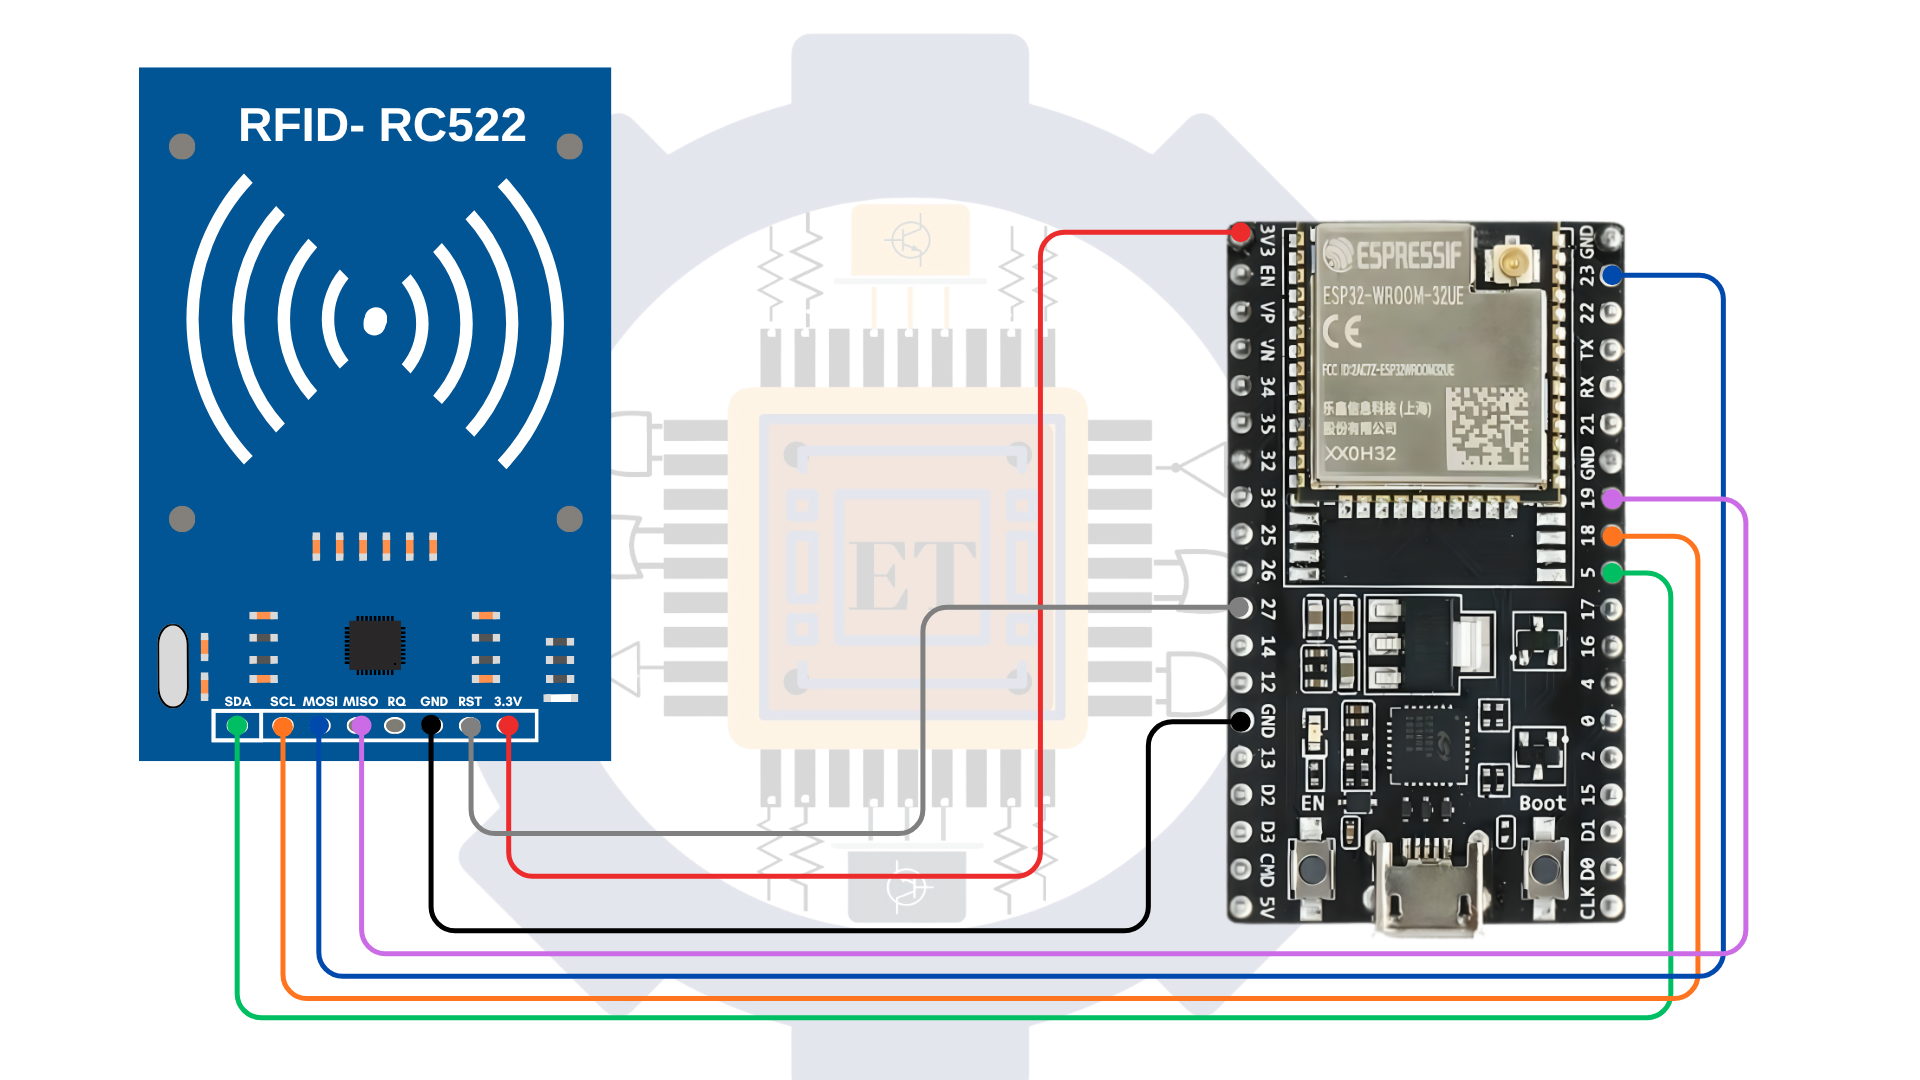 RFID- RC522
SDA SCL MOSI MISO RQ GND RST 3.3V
ET
3V3
EN
VP
VN
34
35
32
33
25
26
27
14
12
GND
13
D2
D3
CMD
5V
ESPRESSIF
ESP32-WROOM-32UE
CE
FCC ID:2AC7Z-ESP32WROOM32UE
乐鑫信息科技(上海)
股份有限公司
XX0H32
EN
Boot
GND
23
22
TX
RX
21
GND
19
18
5
17
16
4
0
2
15
D1
D0
CLK